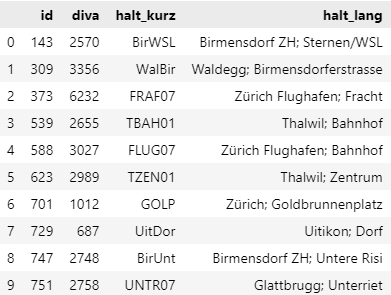 id diva halt_kurz halt_lang
0 143 2570 BirWSL Birmensdorf ZH; Sternen/WSL
1 309 3356 WalBir Waldegg; Birmensdorferstrasse
2 373 6232 FRAF07 Zürich Flughafen; Fracht
3 539 2655 TBAH01 Thalwil; Bahnhof
4 588 3027 FLUG07 Zürich Flughafen; Bahnhof
5 623 2989 TZEN01 Thalwil; Zentrum
6 701 1012 GOLP Zürich; Goldbrunnenplatz
7 729 687 UitDor Uitikon; Dorf
8 747 2748 BirUnt Birmensdorf ZH; Untere Risi
9 751 2758 UNTR07 Glattbrugg; Unterriet